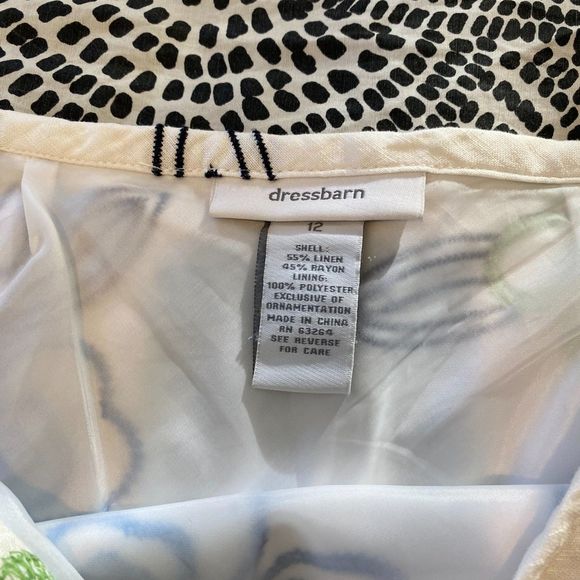 dressbarn
12
SHELL:
55% LINEN
45% RAYON
LINING:
100% POLYESTER
EXCLUSIVE OF
ORNAMENTATION
MADE IN CHINA
RN 63264
SEE REVERSE
FOR CARE